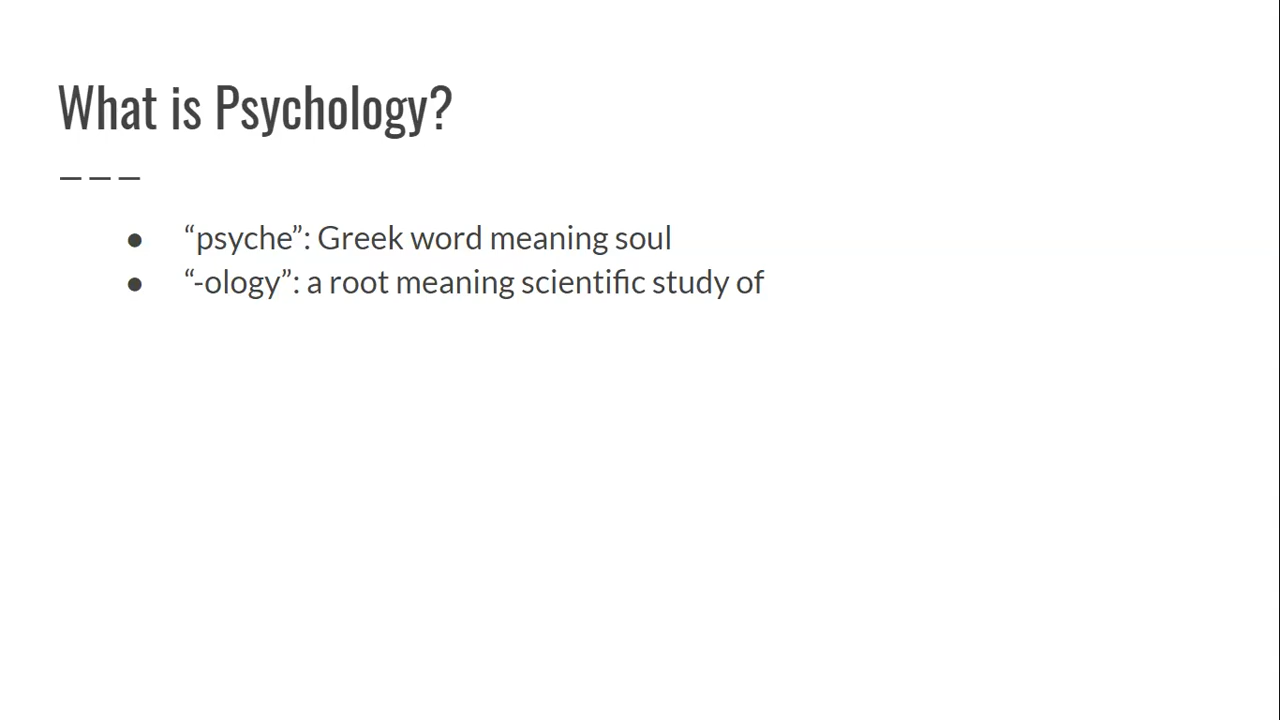 What is Psychology?
● “psyche”: Greek word meaning soul
● “-ology”: a root meaning scientific study of